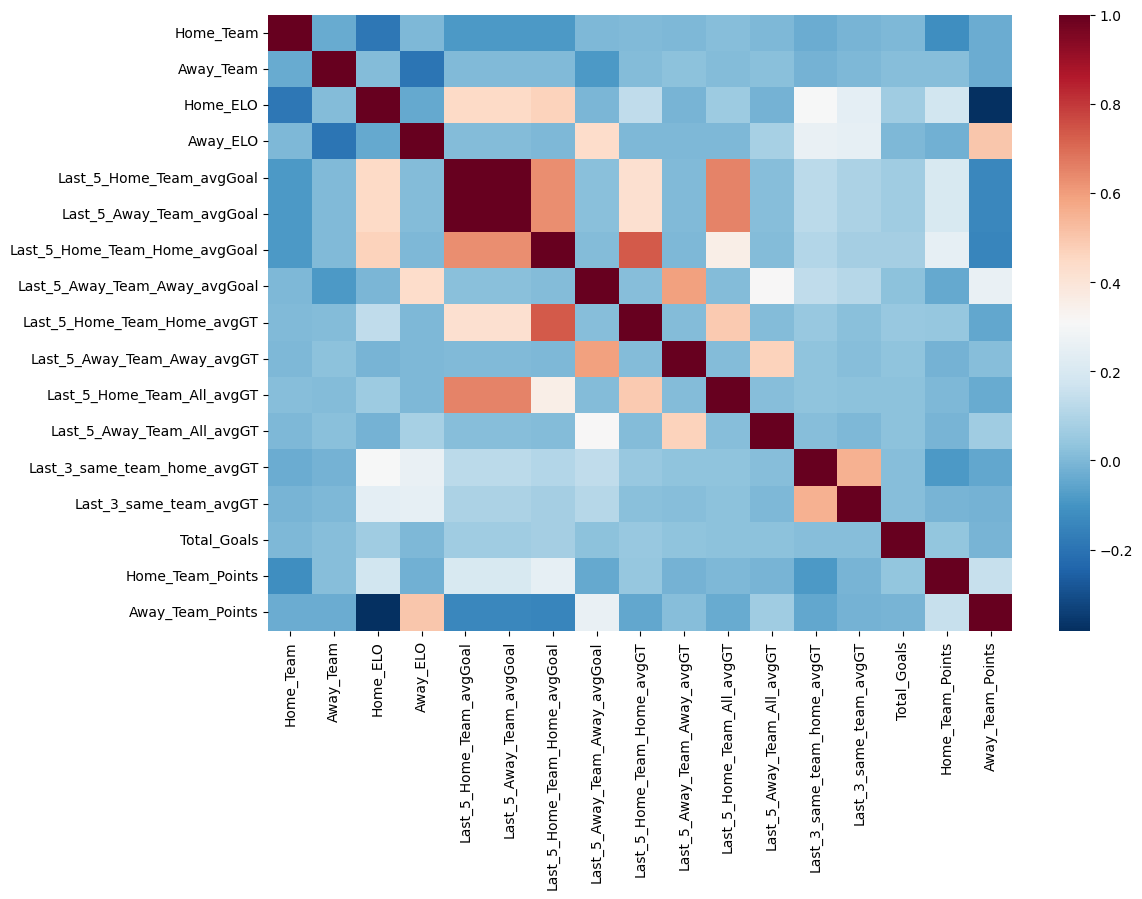 Home_Team
Away_Team
Home_ELO
Away_ELO
Last_5_Home_Team_avgGoal
Last_5_Away_Team_avgGoal
Last_5_Home_Team_Home_avgGoal
Last_5_Away_Team_Away_avgGoal
Last_5_Home_Team_Home_avgGT
Last_5_Away_Team_Away_avgGT
Last_5_Home_Team_All_avgGT
Last_5_Away_Team_All_avgGT
Last_3_same_team_home_avgGT
Last_3_same_team_avgGT
Total_Goals
Home_Team_Points
Away_Team_Points
Home_Team
Away_Team
Home_ELO
Away_ELO
Last_5_Home_Team_avgGoal
Last_5_Away_Team_avgGoal
Last_5_Home_Team_Home_avgGoal
Last_5_Away_Team_Away_avgGoal
Last_5_Home_Team_Home_avgGT
Last_5_Away_Team_Away_avgGT
Last_5_Home_Team_All_avgGT
Last_5_Away_Team_All_avgGT
Last_3_same_team_home_avgGT
Last_3_same_team_avgGT
Total_Goals
Home_Team_Points
Away_Team_Points
1.0
0.8
0.6
0.4
0.2
0.0
−0.2